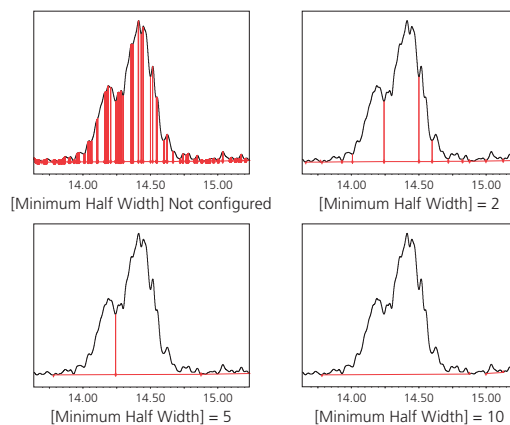 14.00 14.50 15.00
[Minimum Half Width] Not configured
14.00 14.50 15.00
[Minimum Half Width] = 2
14.00 14.50 15.00
[Minimum Half Width] = 5
14.00 14.50 15.00
[Minimum Half Width] = 10